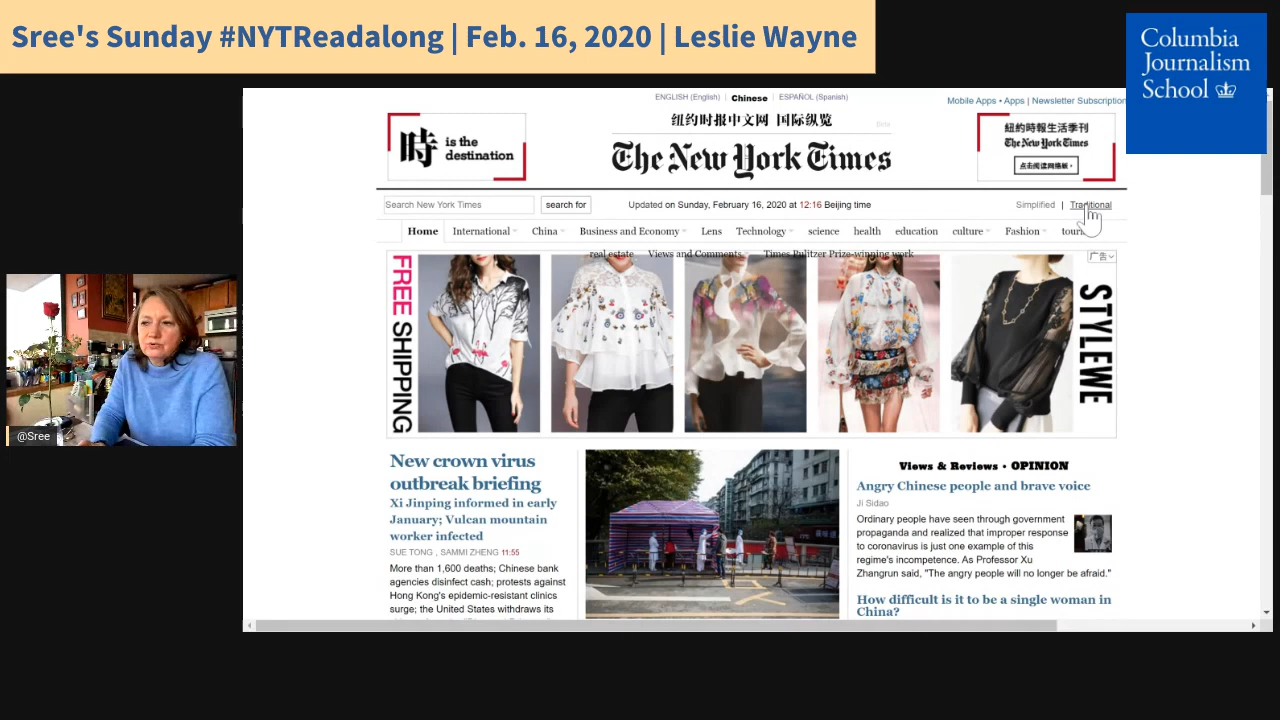 Sree's Sunday #NYTReadalong | Feb. 16, 2020 | Leslie Wayne
Columbia
Journalism
School
ENGLISH (English) | Chinese | ESPAÑOL (Spanish)
Mobile Apps • Apps | Newsletter Subscription
時 is the
destination
纽约时报中文网 国际纵览
Beta
The New York Times
紐約時報生活季刊
The New York Times
点击阅读网络版
Search New York Times
search for
Updated on Sunday, February 16, 2020 at 12:16 Beijing time
Simplified | Traditional
Home International China Business and Economy Lens Technology science health education culture Fashion
real estate Views and Comments Times Pulitzer Prize-winning work
广告
FREE SHIPPING
STYLEWE
New crown virus
outbreak briefing
Xi Jinping informed in early
January; Vulcan mountain
worker infected
SUE TONG , SAMMI ZHENG 11:55
More than 1,600 deaths; Chinese bank
agencies disinfect cash; protests against
Hong Kong's epidemic-resistant clinics
surge; the United States withdraws its
Views & Reviews • OPINION
Angry Chinese people and brave voice
Ji Sidao
Ordinary people have seen through government
propaganda and realized that improper response
to coronavirus is just one example of this
regime's incompetence. As Professor Xu
Zhangrun said, "The angry people will no longer be afraid."
How difficult is it to be a single woman in
China?
@Sree